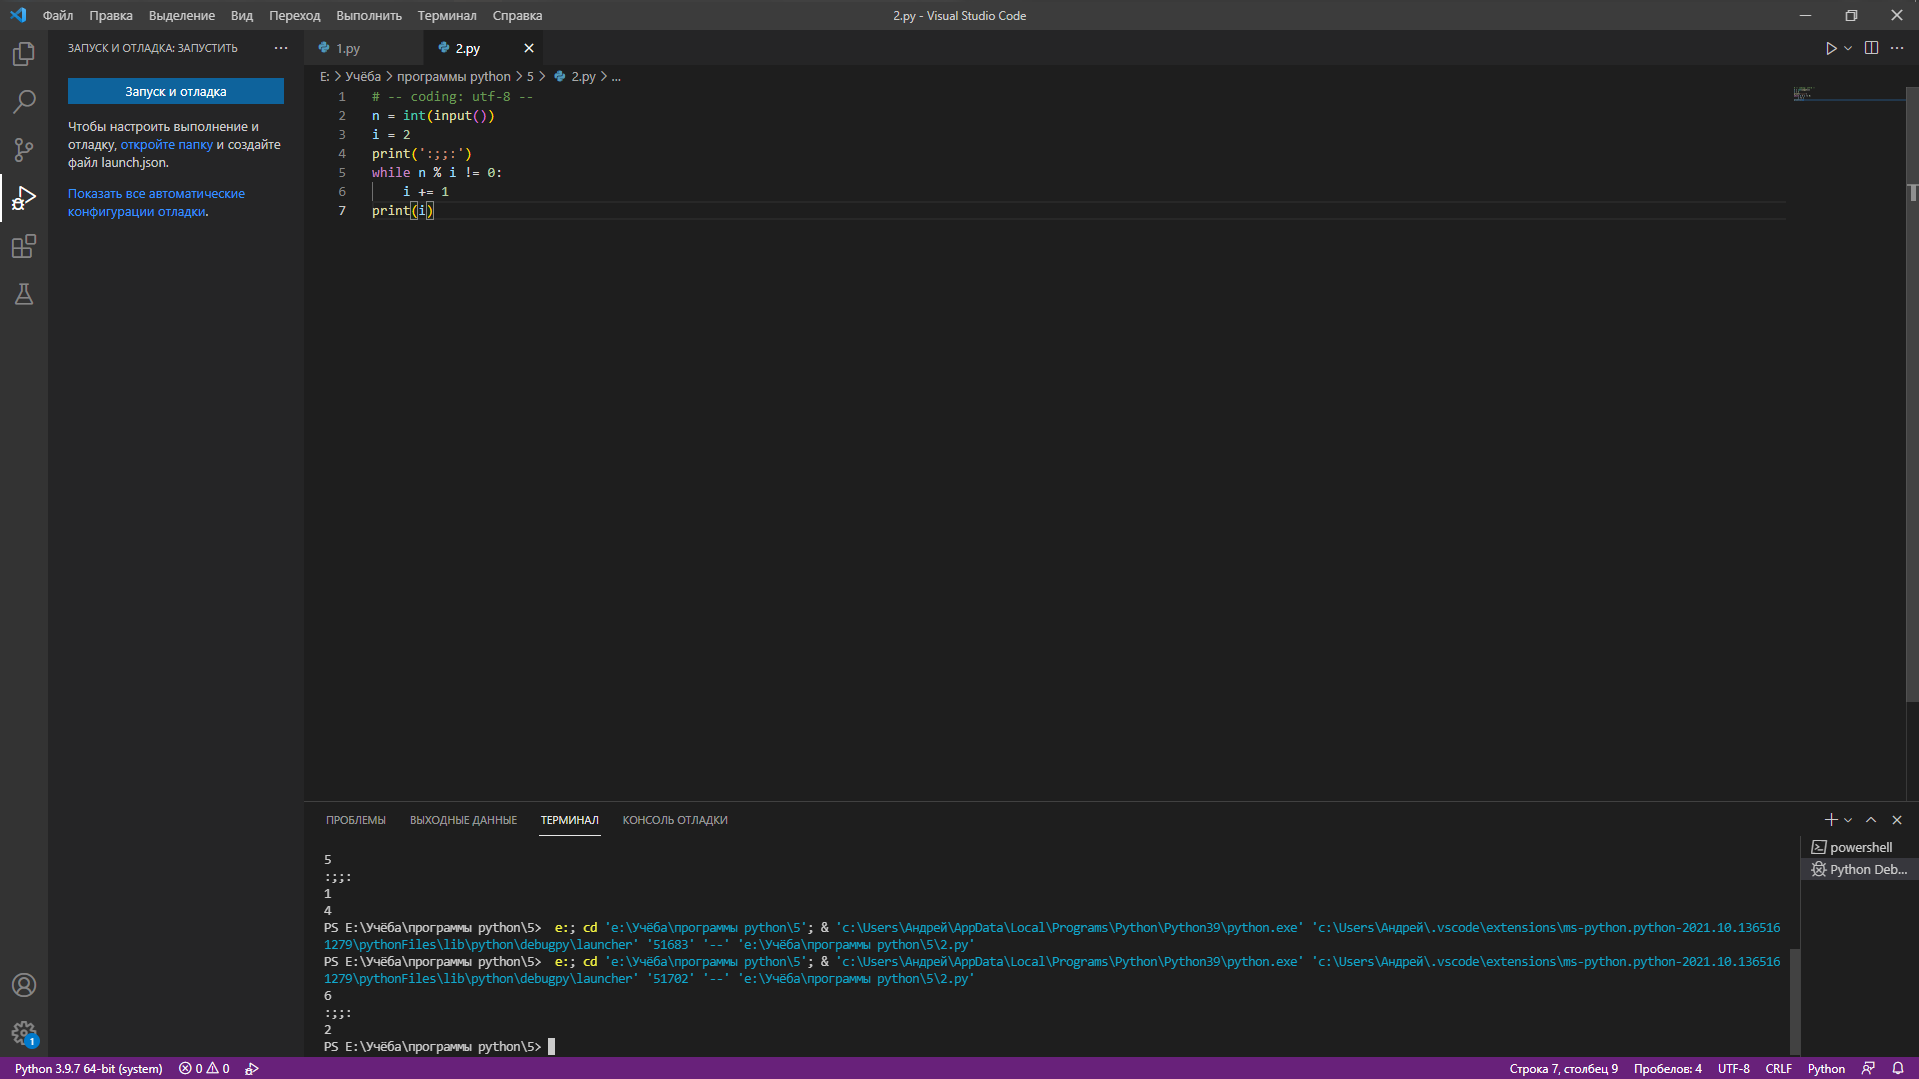 Файл Правка Выделение Вид Переход Выполнить Терминал Справка
2.py - Visual Studio Code
ЗАПУСК И ОТЛАДКА: ЗАПУСТИТЬ
Запуск и отладка
Чтобы настроить выполнение и
отладку, откройте папку и создайте
файл launch.json.
Показать все автоматические
конфигурации отладки.
1.py
2.py
E: > Учёба > программы python > 5 > 2.py > ...
1 # -- coding: utf-8 --
2 n = int(input())
3 i = 2
4 print(':;;:')
5 while n % i != 0:
6     i += 1
7 print(i)
ПРОБЛЕМЫ ВЫХОДНЫЕ ДАННЫЕ ТЕРМИНАЛ КОНСОЛЬ ОТЛАДКИ
5
:;;:
1
4
PS E:\Учёба\программы python\5>  e:; cd 'e:\Учёба\программы python\5'; & 'c:\Users\Андрей\AppData\Local\Programs\Python\Python39\python.exe' 'c:\Users\Андрей\.vscode\extensions\ms-python.python-2021.10.136516
1279\pythonFiles\lib\python\debugpy\launcher' '51683' '--' 'e:\Учёба\программы python\5\2.py'
PS E:\Учёба\программы python\5>  e:; cd 'e:\Учёба\программы python\5'; & 'c:\Users\Андрей\AppData\Local\Programs\Python\Python39\python.exe' 'c:\Users\Андрей\.vscode\extensions\ms-python.python-2021.10.136516
1279\pythonFiles\lib\python\debugpy\launcher' '51702' '--' 'e:\Учёба\программы python\5\2.py'
6
:;;:
2
PS E:\Учёба\программы python\5>
powershell
Python Deb...
1
Python 3.9.7 64-bit (system) 0 0
Строка 7, столбец 9 Пробелов: 4 UTF-8 CRLF Python